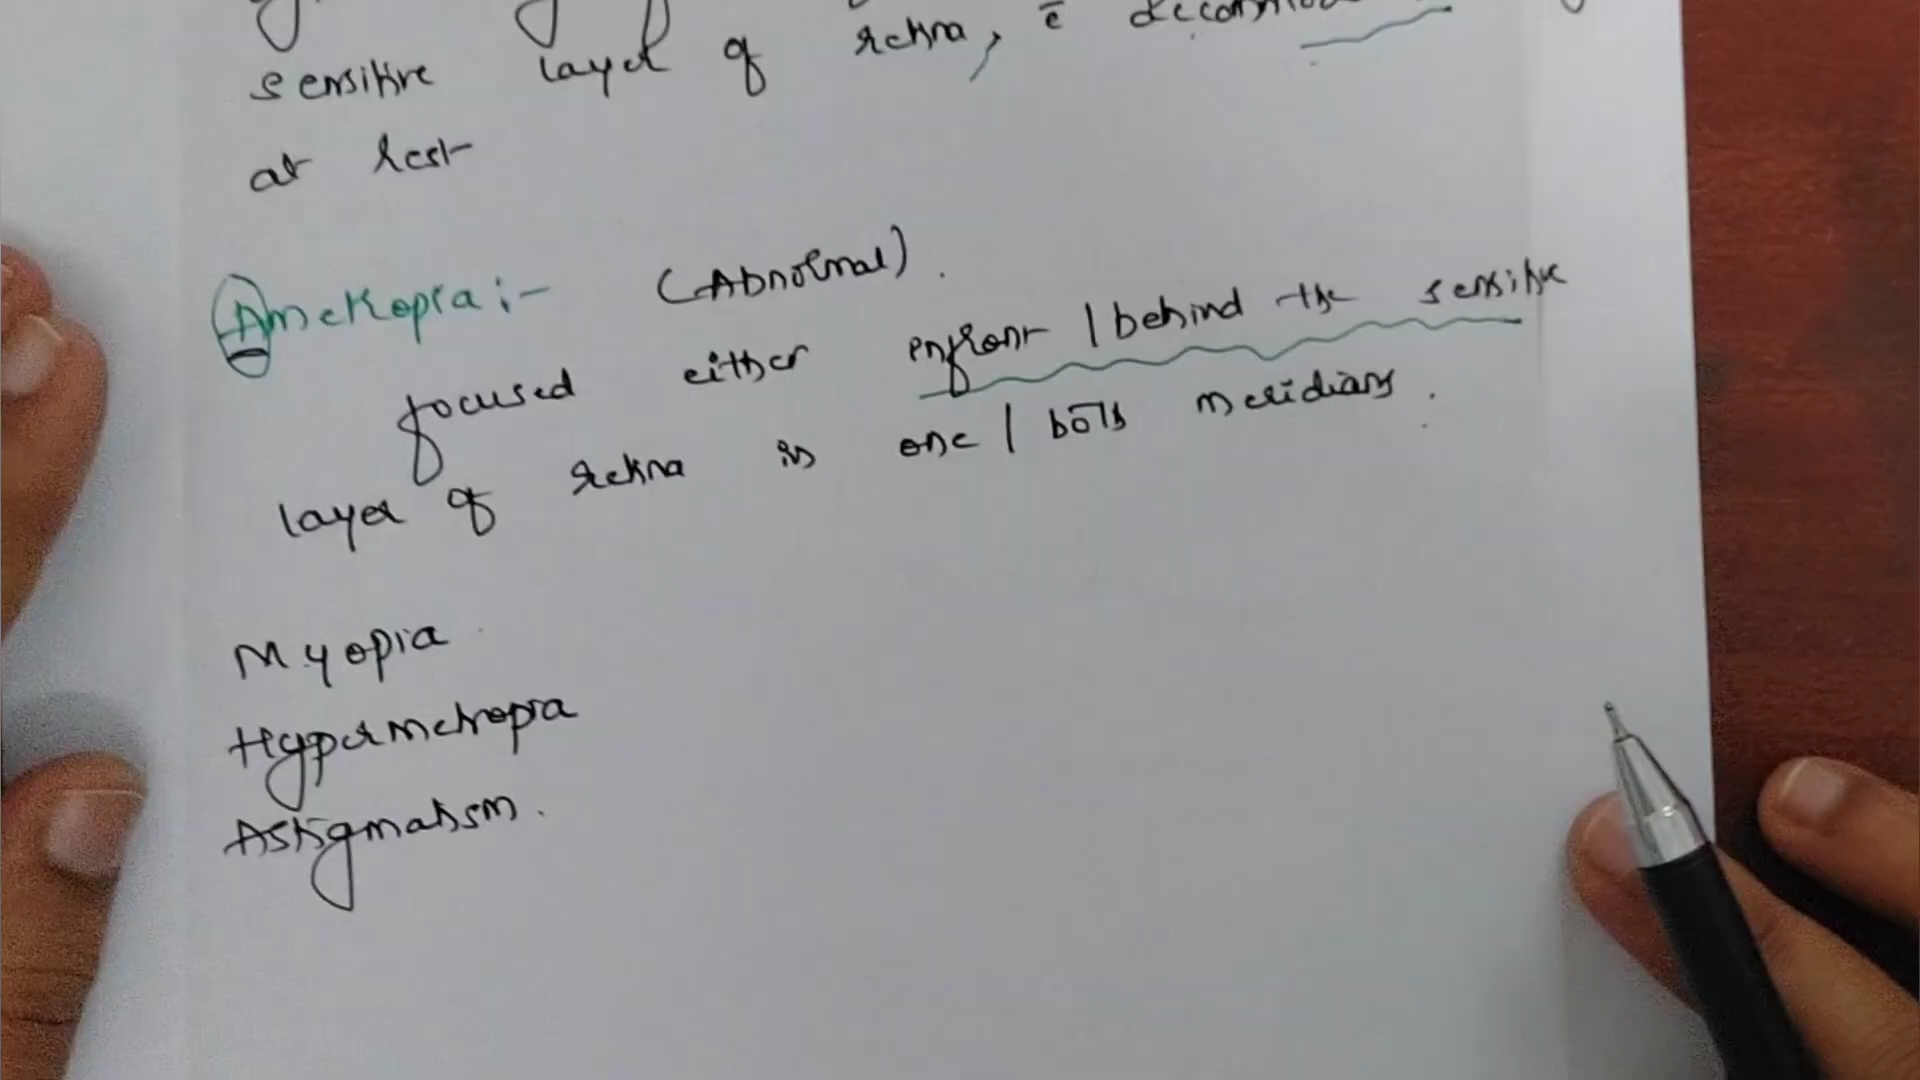 sensitive layer of retina, c̄
at rest
Ametropia :- (Abnormal).
focused either infront / behind the sensitive
layer of retina in one / both meridians.
Myopia
Hypermetropia
Astigmatism.